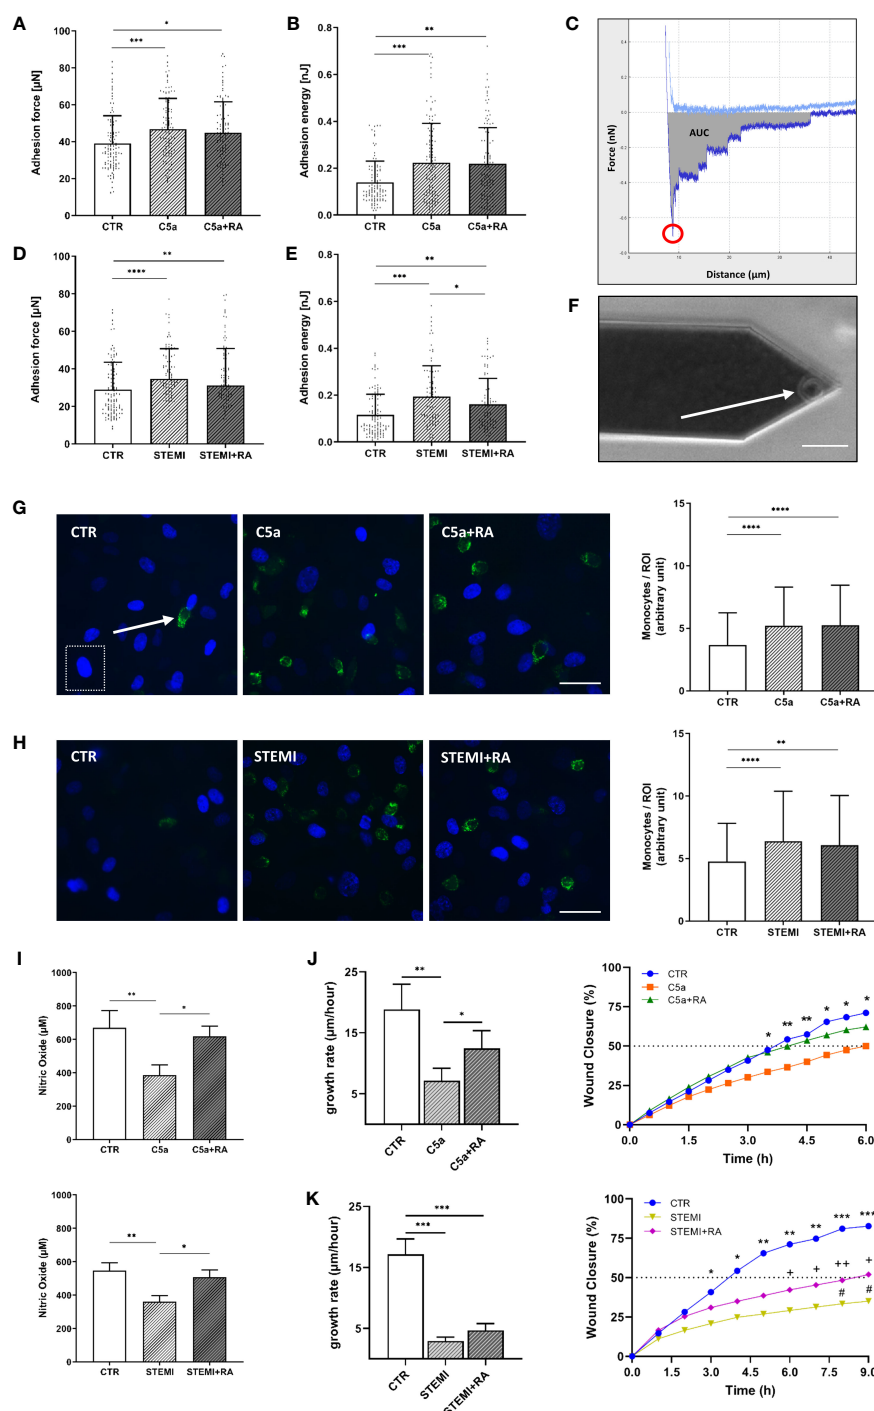 A
Adhesion force [µN]
100
80
60
40
20
0
*
***
CTR C5a C5a+RA
B
Adhesion energy [nJ]
0.8
0.6
0.4
0.2
0.0
**
***
CTR C5a C5a+RA
C
Force (nN)
AUC
0 10 20 30 40
Distance (µm)
D
Adhesion force [µN]
100
80
60
40
20
0
**
****
CTR STEMI STEMI+RA
E
Adhesion energy [nJ]
0.8
0.6
0.4
0.2
0.0
**
***
*
CTR STEMI STEMI+RA
F
G
CTR C5a C5a+RA
Monocytes / ROI
(arbitrary unit)
15
10
5
0
****
****
CTR C5a C5a+RA
H
CTR STEMI STEMI+RA
Monocytes / ROI
(arbitrary unit)
15
10
5
0
**
****
CTR STEMI STEMI+RA
I
Nitric Oxide (µM)
1000
800
600
400
200
0
** *
CTR C5a C5a+RA
J
growth rate (µm/hour)
25
15
5
**
*
CTR C5a C5a+RA
Wound Closure (%)
100
75
50
25
0
CTR
C5a
C5a+RA
* ** ** * * *
0.0 1.5 3.0 4.5 6.0
Time (h)
Nitric Oxide (µM)
1000
800
600
400
200
0
** *
CTR STEMI STEMI+RA
K
growth rate (µm/hour)
25
15
5
***
***
CTR STEMI STEMI+RA
Wound Closure (%)
100
75
50
25
0
CTR
STEMI
STEMI+RA
* * ** ** ** *** ***
+ + ++ +
# #
0.0 1.5 3.0 4.5 6.0 7.5 9.0
Time (h)